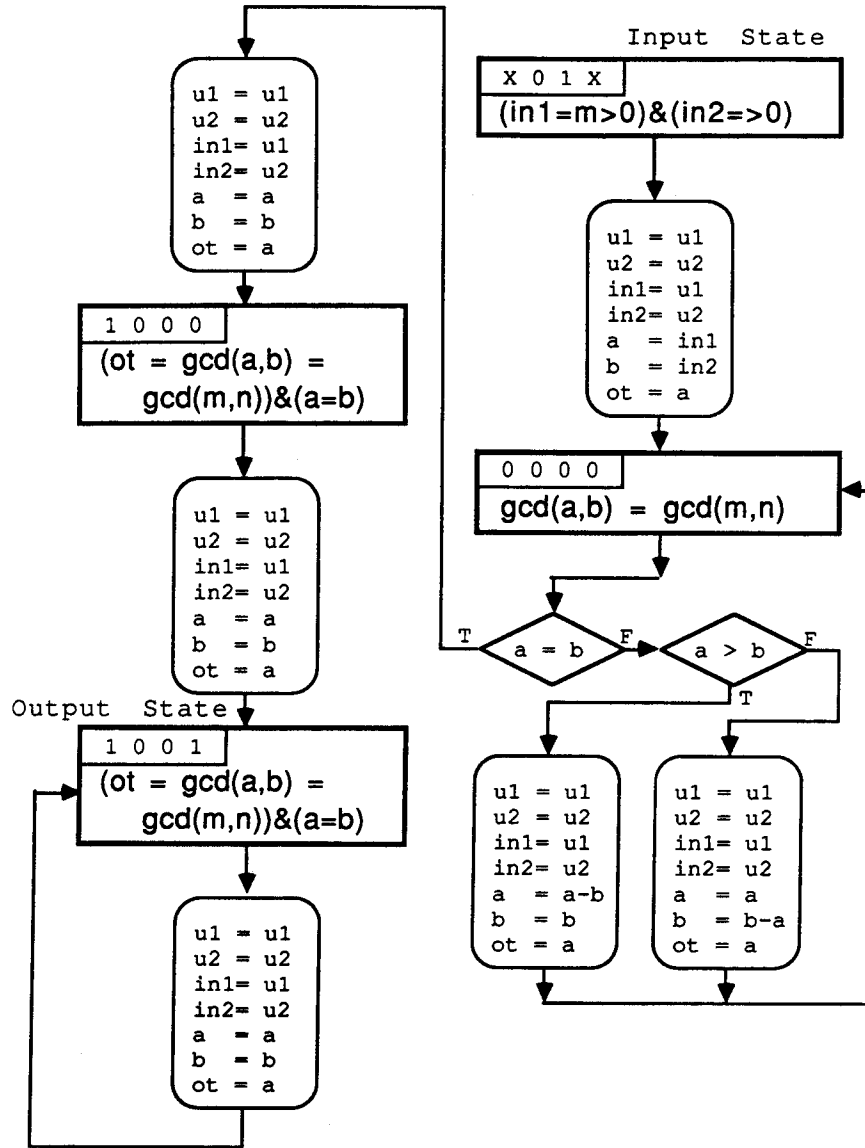 Input State
X 0 1 X
(in1=m>0)&(in2=>0)
u1 = u1
u2 = u2
in1= u1
in2= u2
a = in1
b = in2
ot = a
0 0 0 0
gcd(a,b) = gcd(m,n)
T
a = b
F
a > b
F
T
u1 = u1
u2 = u2
in1= u1
in2= u2
a = a-b
b = b
ot = a
u1 = u1
u2 = u2
in1= u1
in2= u2
a = a
b = b-a
ot = a
u1 = u1
u2 = u2
in1= u1
in2= u2
a = a
b = b
ot = a
1 0 0 0
(ot = gcd(a,b) =
gcd(m,n))&(a=b)
u1 = u1
u2 = u2
in1= u1
in2= u2
a = a
b = b
ot = a
Output State
1 0 0 1
(ot = gcd(a,b) =
gcd(m,n))&(a=b)
u1 = u1
u2 = u2
in1= u1
in2= u2
a = a
b = b
ot = a